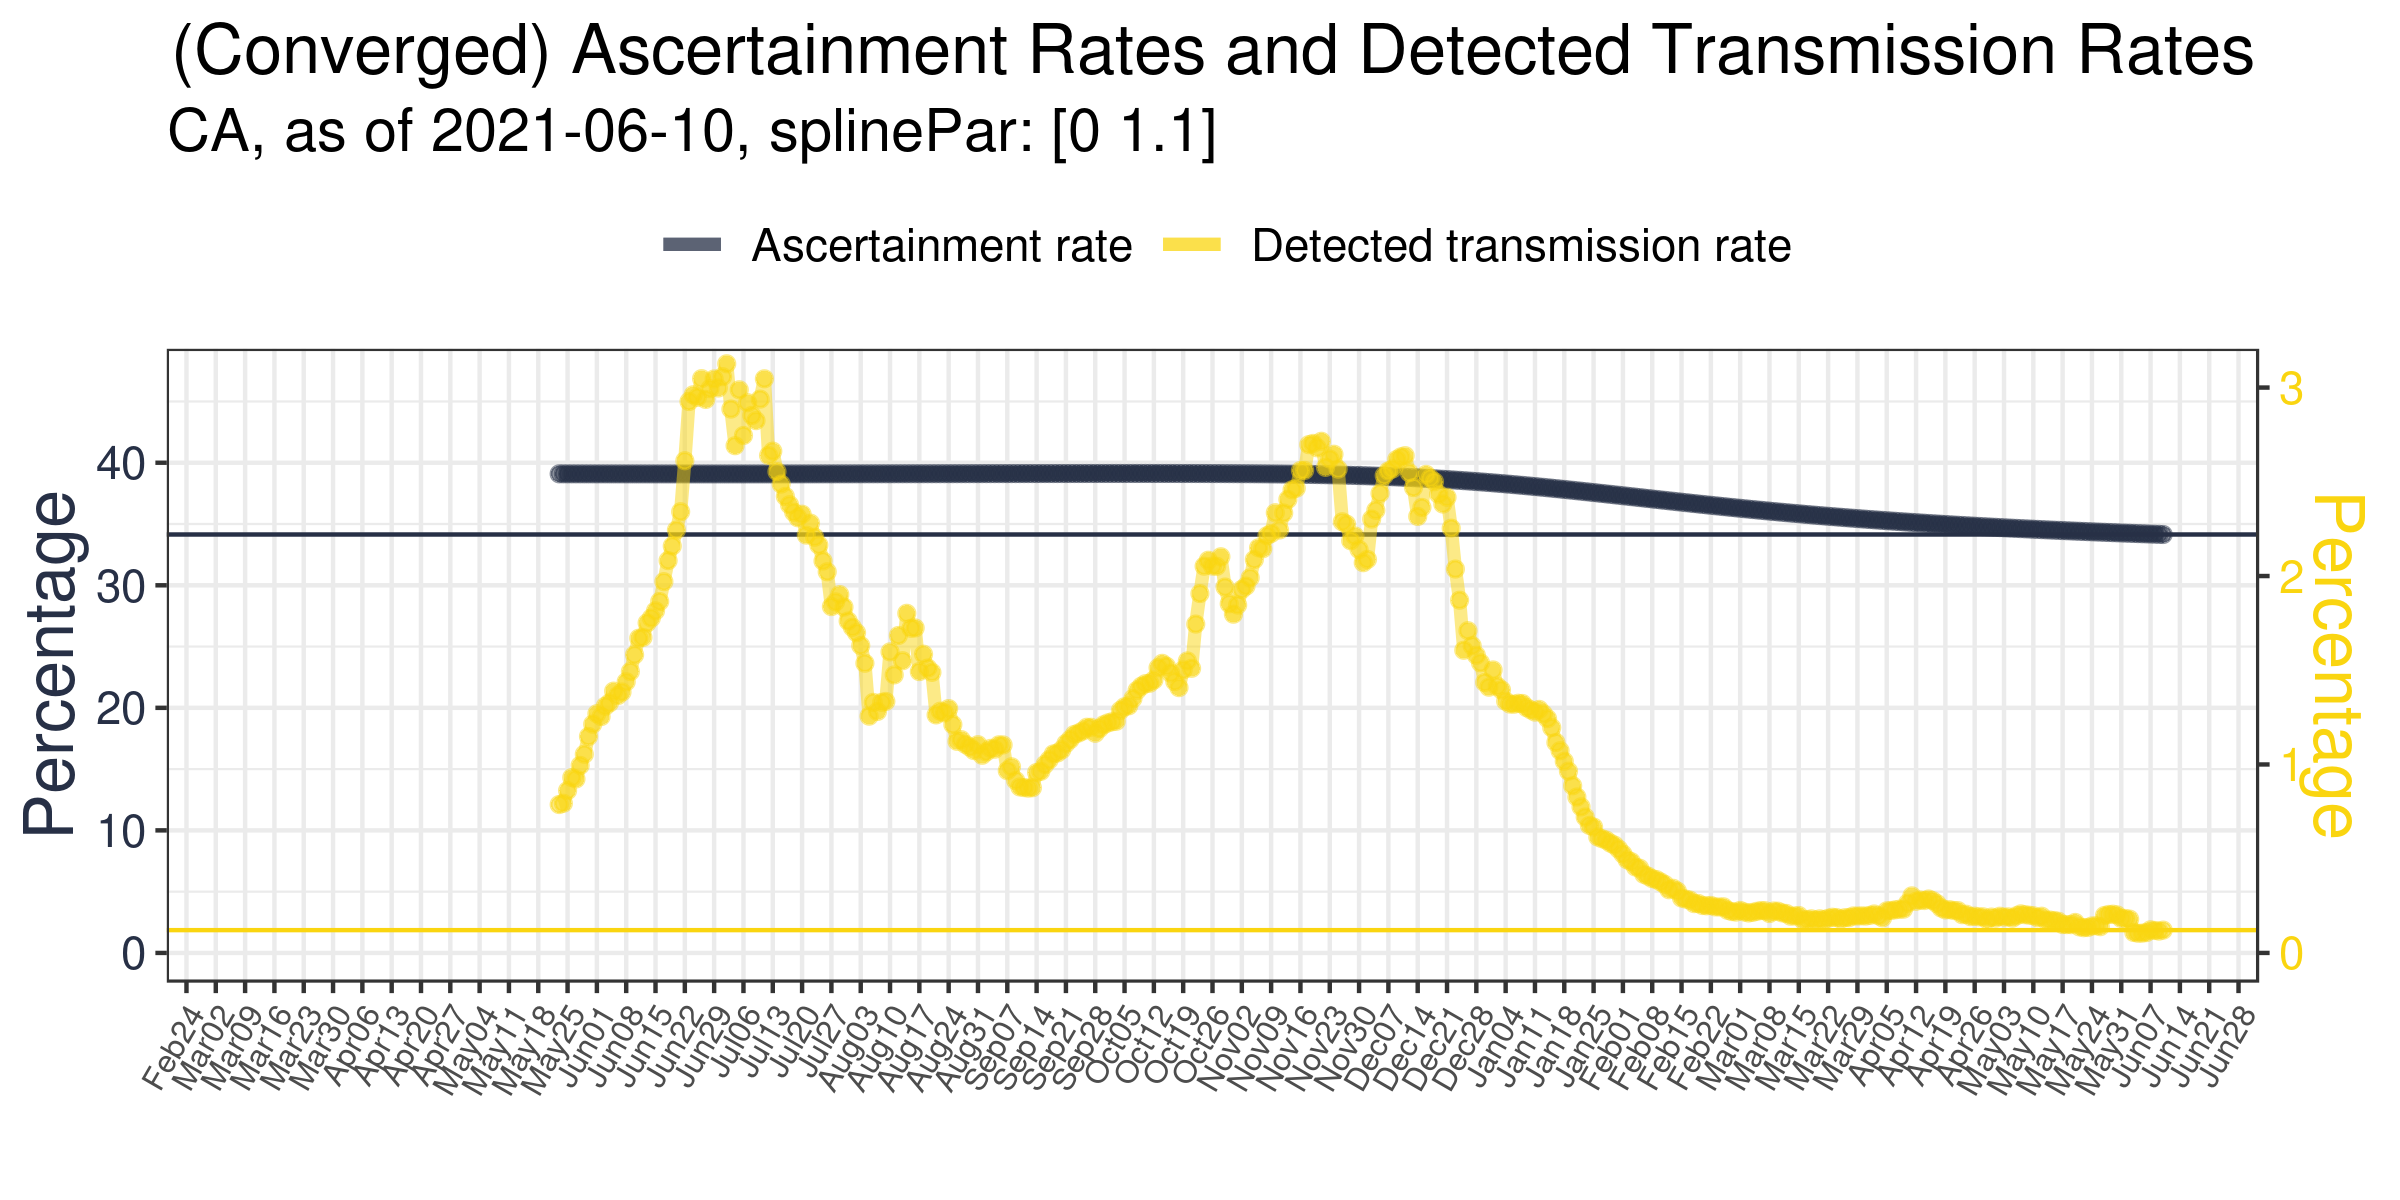 (Converged) Ascertainment Rates and Detected Transmission Rates
CA, as of 2021-06-10, splinePar: [0 1.1]
Ascertainment rate
Detected transmission rate
Percentage
40
30
20
10
0
3
2
1
0
Percentage
Feb24
Mar02
Mar09
Mar16
Mar23
Mar30
Apr06
Apr13
Apr20
Apr27
May04
May11
May18
May25
Jun01
Jun08
Jun15
Jun22
Jun29
Jul06
Jul13
Jul20
Jul27
Aug03
Aug10
Aug17
Aug24
Aug31
Sep07
Sep14
Sep21
Sep28
Oct05
Oct12
Oct19
Oct26
Nov02
Nov09
Nov16
Nov23
Nov30
Dec07
Dec14
Dec21
Dec28
Jan04
Jan11
Jan18
Jan25
Feb01
Feb08
Feb15
Feb22
Mar01
Mar08
Mar15
Mar22
Mar29
Apr05
Apr12
Apr19
Apr26
May03
May10
May17
May24
May31
Jun07
Jun14
Jun21
Jun28